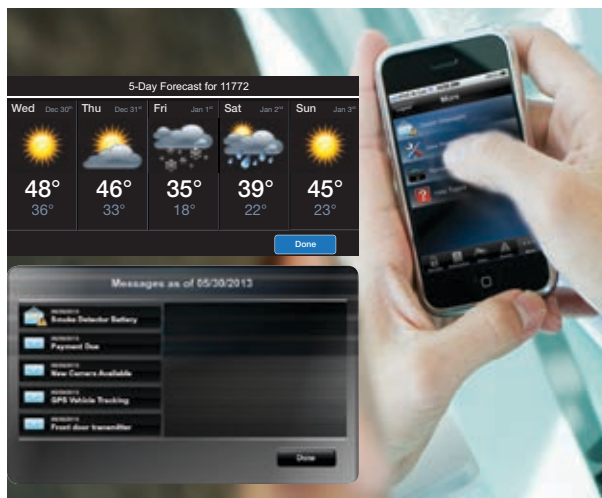 5-Day Forecast for 11772
Wed Dec 30th Thu Dec 31st Fri Jan 1st Sat Jan 2nd Sun Jan 3rd
48° 46° 35° 39° 45°
36° 33° 18° 22° 23°
Done
Messages as of 05/30/2013
Smoke Detector Battery
Payment Due
New Camera Available
GPS Vehicle Tracking
Front door transmitter
Done
More